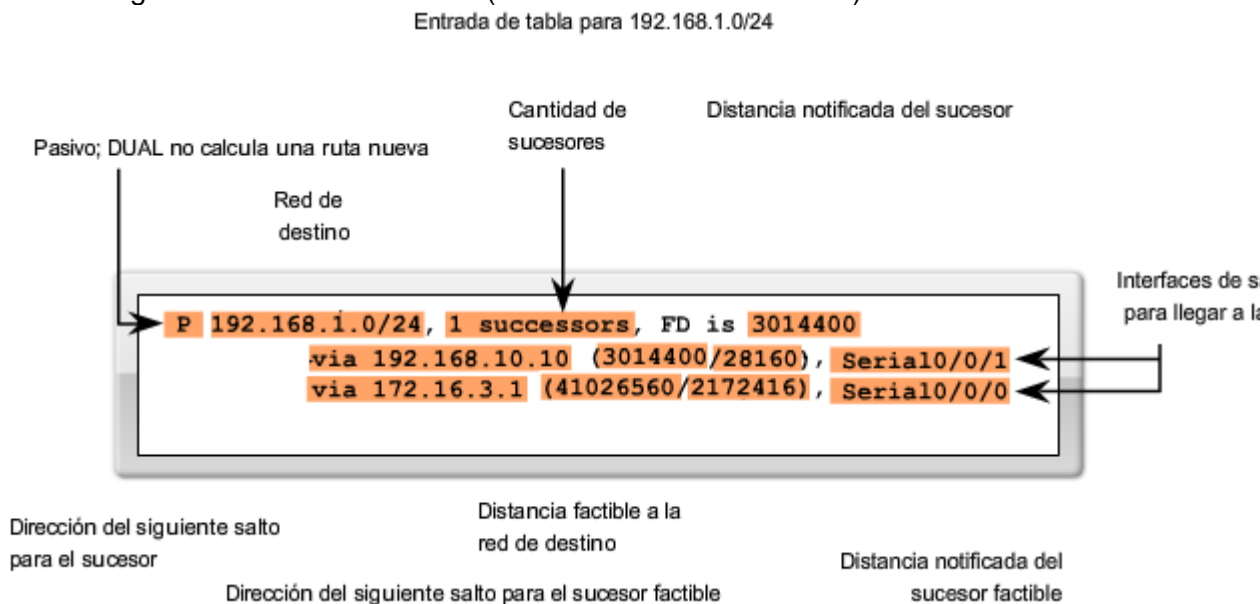 Entrada de tabla para 192.168.1.0/24
Cantidad de
sucesores
Distancia notificada del sucesor
Pasivo; DUAL no calcula una ruta nueva
Red de
destino
Interfaces de
para llegar a
P 192.168.1.0/24, 1 successors, FD is 3014400
via 192.168.10.10 (3014400/28160), Serial0/0/1
via 172.16.3.1 (41026560/2172416), Serial0/0/0
Dirección del siguiente salto
para el sucesor
Distancia factible a la
red de destino
Dirección del siguiente salto para el sucesor factible
Distancia notificada del
sucesor factible